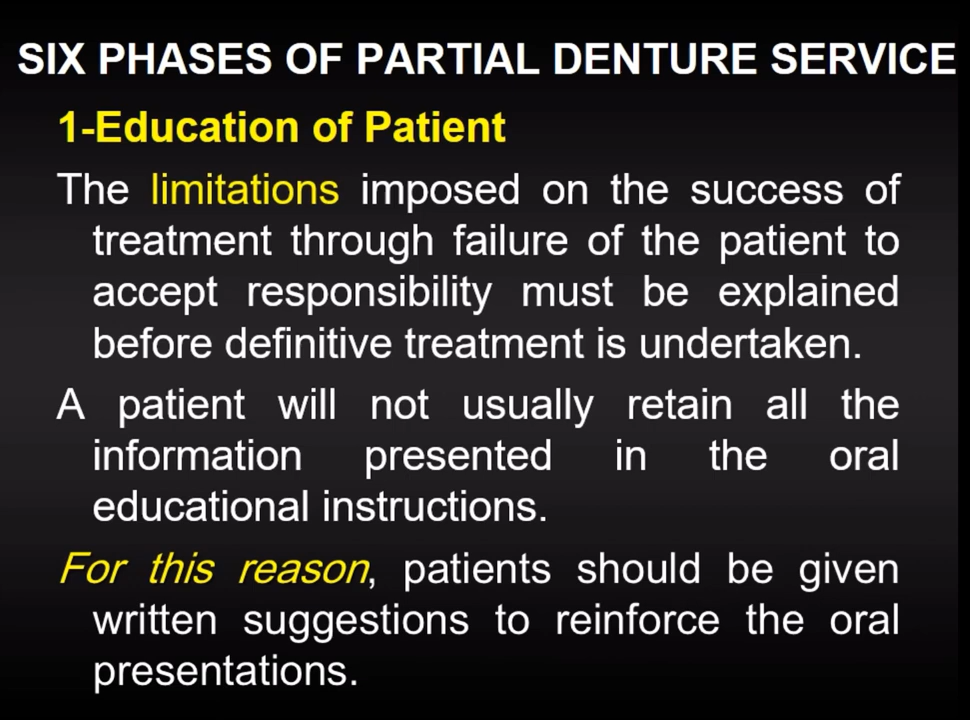 SIX PHASES OF PARTIAL DENTURE SERVICE
1-Education of Patient
The limitations imposed on the success of
treatment through failure of the patient to
accept responsibility must be explained
before definitive treatment is undertaken.
A patient will not usually retain all the
information presented in the oral
educational instructions.
For this reason, patients should be given
written suggestions to reinforce the oral
presentations.